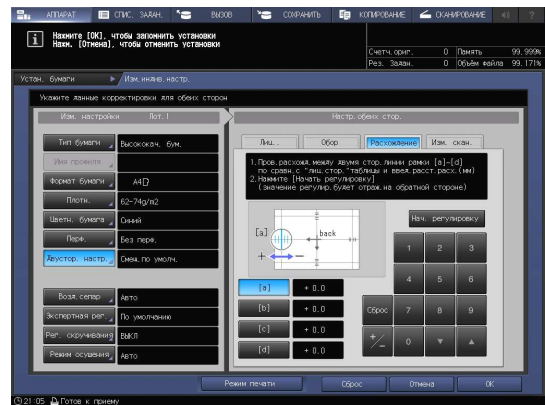 АППАРАТ
СПИС. ЗАДАН.
ВЫЗОВ
СОХРАНИТЬ
КОПИРОВАНИЕ
СКАНИРОВАНИЕ
?
Нажмите [ОК], чтобы запомнить установки
Нажм. [Отмена], чтобы отменить установки
Счетч.ориг. 0 Память 99,999%
Рез. Задан. 0 Объём файла 99,171%
Устан. бумаги Изм.индив.настр.
Укажите данные корректировки для обеих сторон
Изм. настройки Лот.1
Настр.обеих стор.
Тип бумаги Высококач. бум.
Имя профиля
Формат бумаги A4
Плотн. 62-74g/m2
Цветн. бумага Синий
Перф. Без перф.
Двустор. настр. Смещ.по умолч.
Возд.сепар Авто
Экспертная рег. По умолчанию
Рег. скручивания ВЫКЛ
Режим осушения Авто
Лиц..
Обор
Расхождение
Изм. скан.
1.Пров.расхожд.между двумя стор.линии рамки [a]-[d]
по сравн.с "лиц.стор."таблицы и введ.расст.расх.(мм)
2.Нажмите [Начать регулировку]
(значение регулир.будет отраж.на обратной стороне)
[a]
back
+ −
Нач. регулировку
[a] + 0.0
[b] + 0.0
[c] + 0.0
[d] + 0.0
1 2 3
4 5 6
Сброс 7 8 9
+/− 0 ▼ ▲
Режим печати
Сброс
Отмена
ОК
21:05 Готов к приему